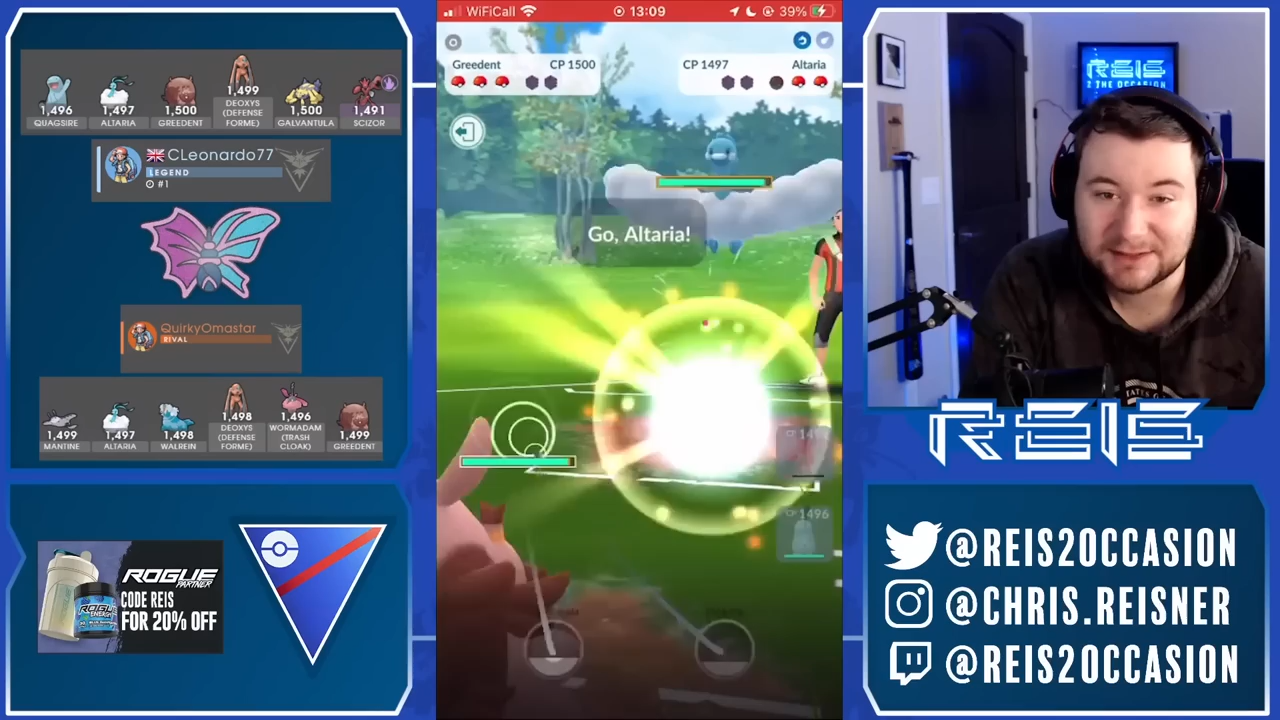 1,496
QUAGSIRE
1,497
ALTARIA
1,500
GREEDENT
1,499
DEOXYS
(DEFENSE
FORME)
1,500
GALVANTULA
1,491
SCIZOR
CLeonardo77
LEGEND
#1
QuirkyOmastar
RIVAL
1,499
MANTINE
1,497
ALTARIA
1,498
WALREIN
1,498
DEOXYS
(DEFENSE
FORME)
1,496
WORMADAM
(TRASH
CLOAK)
1,499
GREEDENT
ROGUE
PARTNER
CODE REIS
FOR 20% OFF
ROGUE
ENERGY
WiFiCall
13:09
39%
Greedent
CP 1500
CP 1497
Altaria
Go, Altaria!
CP 1496
REIS
2 THE OCCASION
REIS
@REIS2OCCASION
@CHRIS.REISNER
@REIS2OCCASION